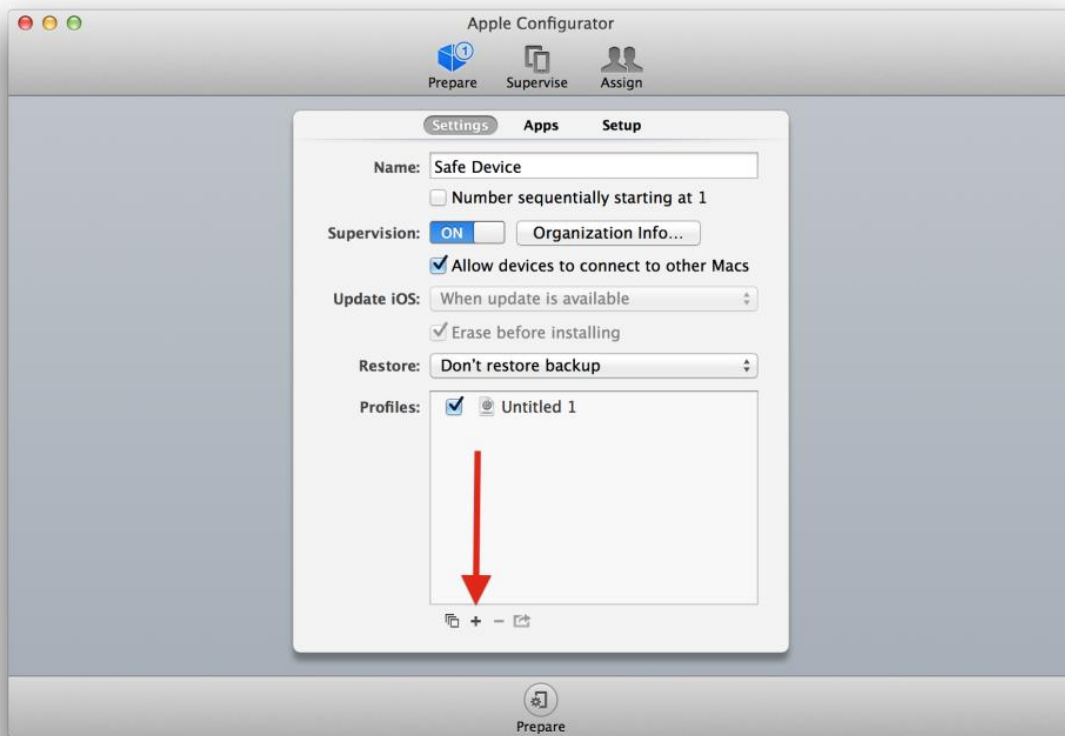 Apple Configurator
1
Prepare Supervise Assign
Settings Apps Setup
Name: Safe Device
Number sequentially starting at 1
Supervision: ON Organization Info...
Allow devices to connect to other Macs
Update iOS: When update is available
Erase before installing
Restore: Don't restore backup
Profiles: Untitled 1
Prepare